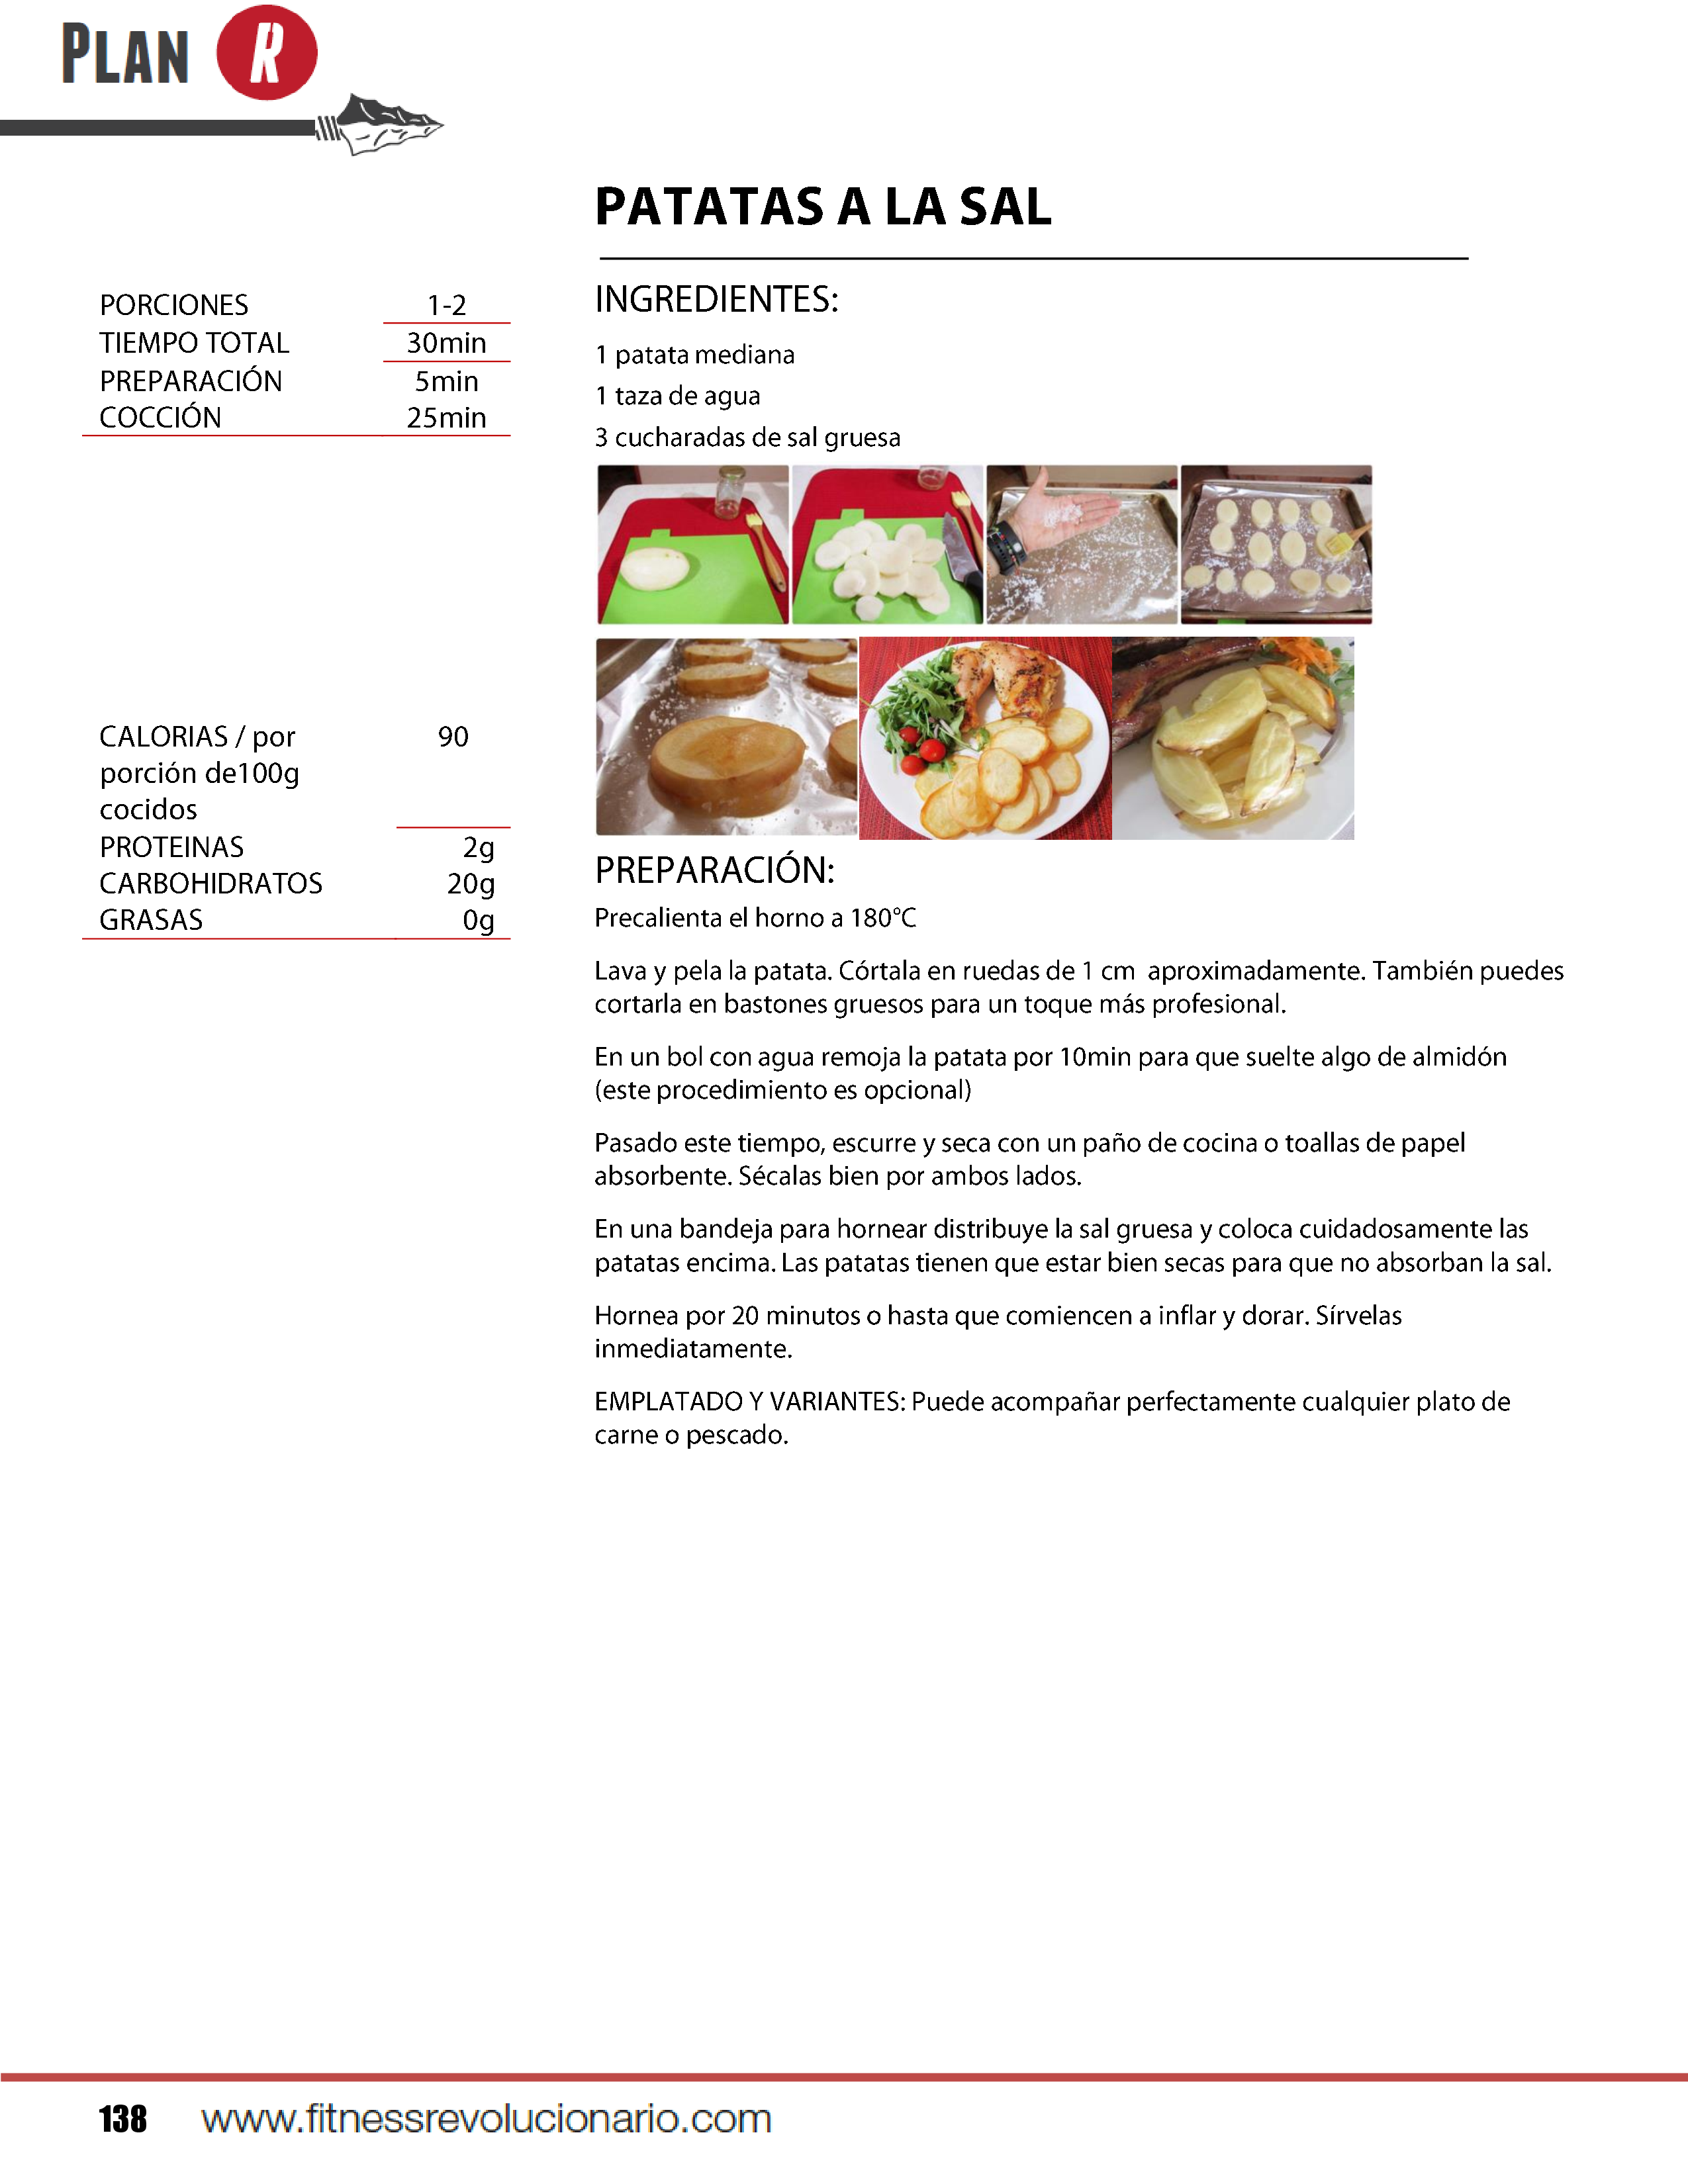 PLAN R
PATATAS A LA SAL
PORCIONES 1-2
TIEMPO TOTAL 30min
PREPARACIÓN 5min
COCCIÓN 25min
CALORIAS / por 90
porción de100g
cocidos
PROTEINAS 2g
CARBOHIDRATOS 20g
GRASAS 0g
INGREDIENTES:
1 patata mediana
1 taza de agua
3 cucharadas de sal gruesa
PREPARACIÓN:
Precalienta el horno a 180°C
Lava y pela la patata. Córtala en ruedas de 1 cm  aproximadamente. También puedes
cortarla en bastones gruesos para un toque más profesional.
En un bol con agua remoja la patata por 10min para que suelte algo de almidón
(este procedimiento es opcional)
Pasado este tiempo, escurre y seca con un paño de cocina o toallas de papel
absorbente. Sécalas bien por ambos lados.
En una bandeja para hornear distribuye la sal gruesa y coloca cuidadosamente las
patatas encima. Las patatas tienen que estar bien secas para que no absorban la sal.
Hornea por 20 minutos o hasta que comiencen a inflar y dorar. Sírvelas
inmediatamente.
EMPLATADO Y VARIANTES: Puede acompañar perfectamente cualquier plato de
carne o pescado.
138 www.fitnessrevolucionario.com